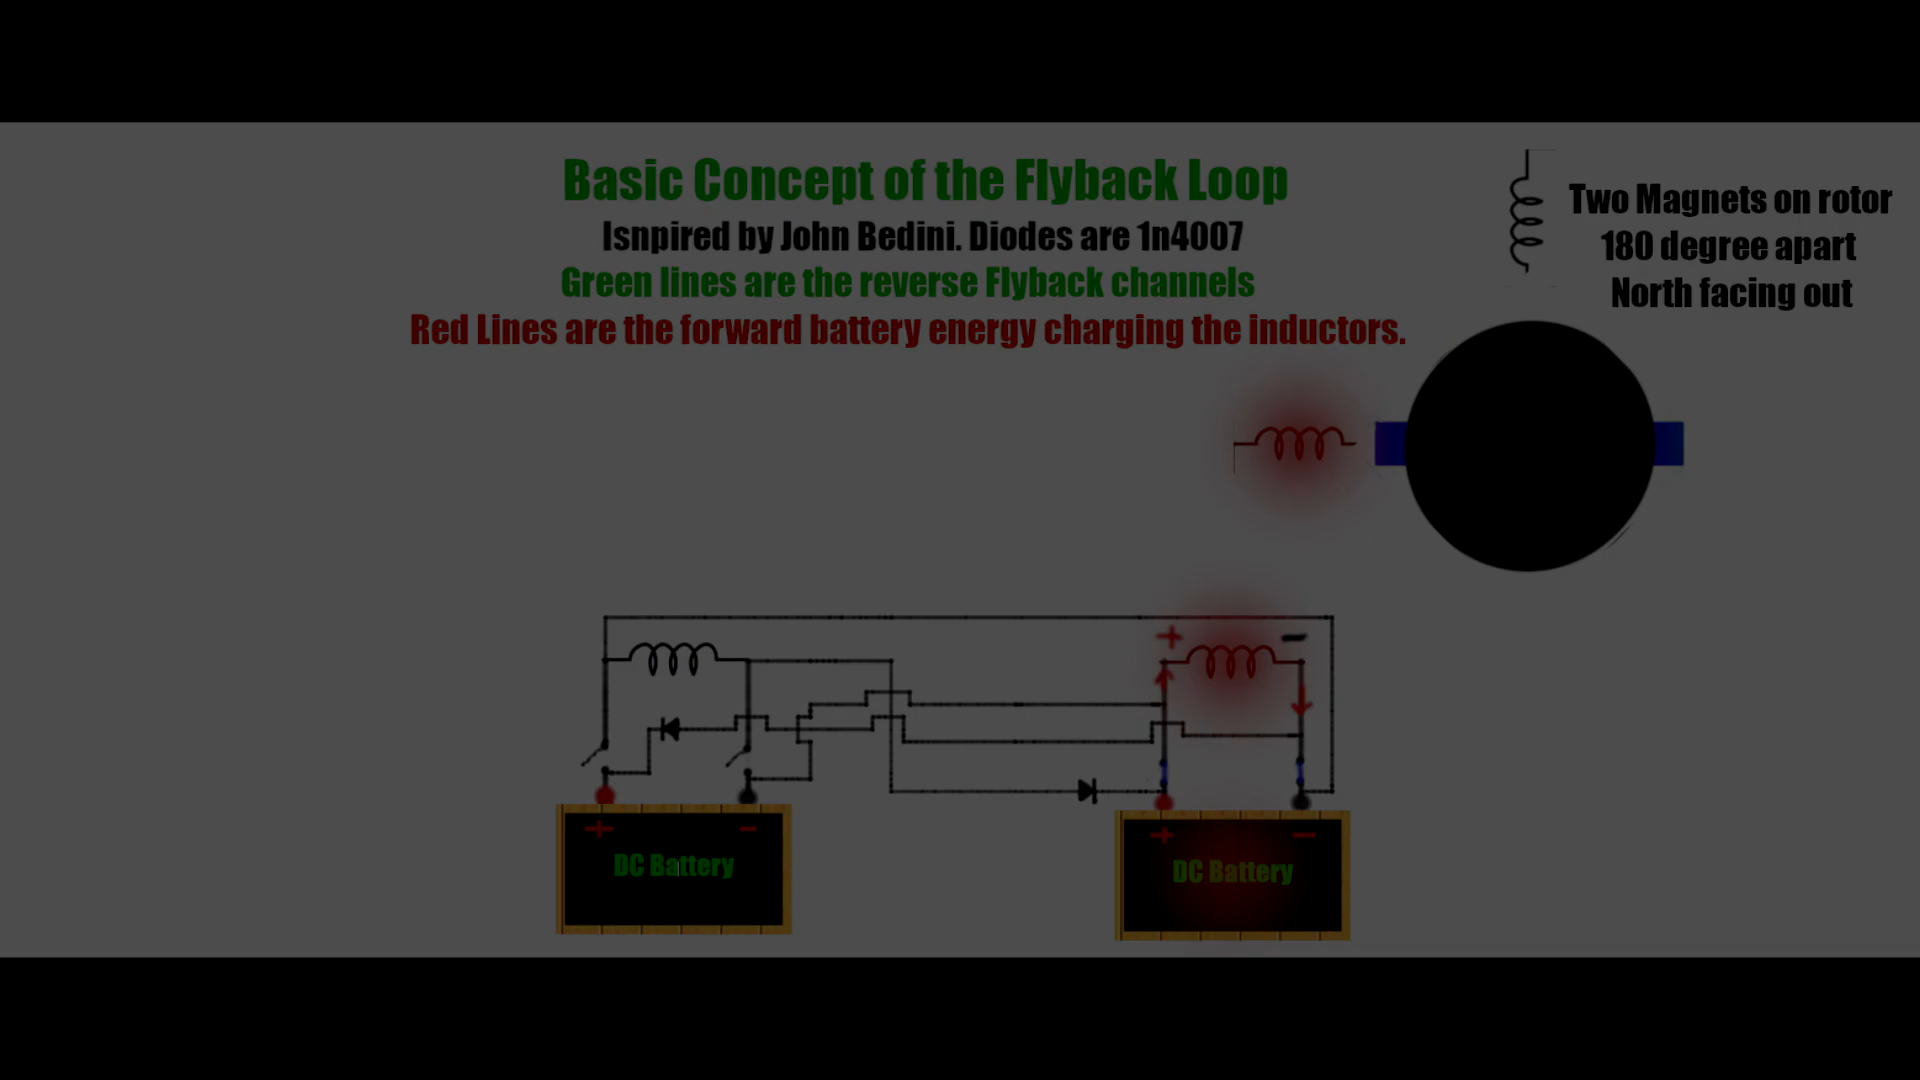 Basic Concept of the Flyback Loop
Isnpired by John Bedini. Diodes are 1n4007
Green lines are the reverse Flyback channels
Red Lines are the forward battery energy charging the inductors.
Two Magnets on rotor
180 degree apart
North facing out
+ −
+ − + −
DC Battery DC Battery